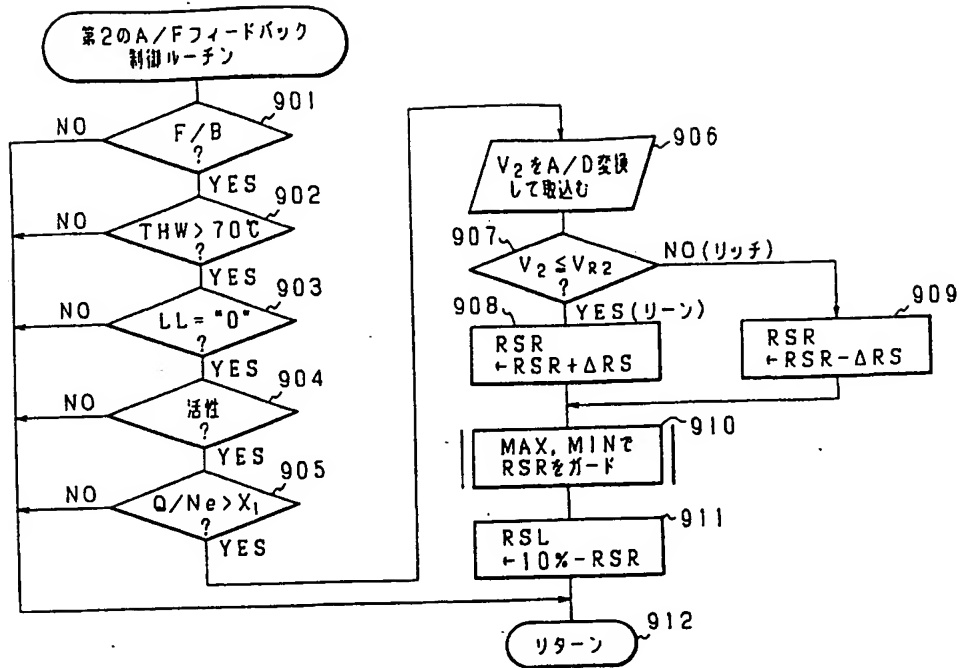 第2のA/Fフィードバック
制御ルーチン
901
F/B
?
NO
YES
902
THW>70℃
?
NO
YES
903
LL="0"
?
NO
YES
904
活性
?
NO
YES
905
Q/Ne>X1
?
NO
YES
906
V2をA/D変換
して取込む
907
V2≦VR2
?
NO(リッチ)
YES(リーン)
908
RSR
←RSR+ΔRS
909
RSR
←RSR-ΔRS
910
MAX,MINで
RSRをガード
911
RSL
←10%-RSR
リターン
912